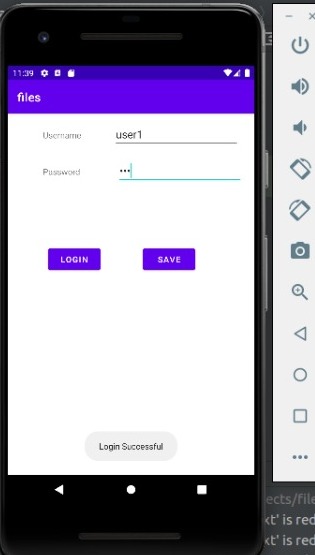 11:39
files
Username user1
Password •••
LOGIN SAVE
Login Successful
ects/file
xt' is red
xt' is red